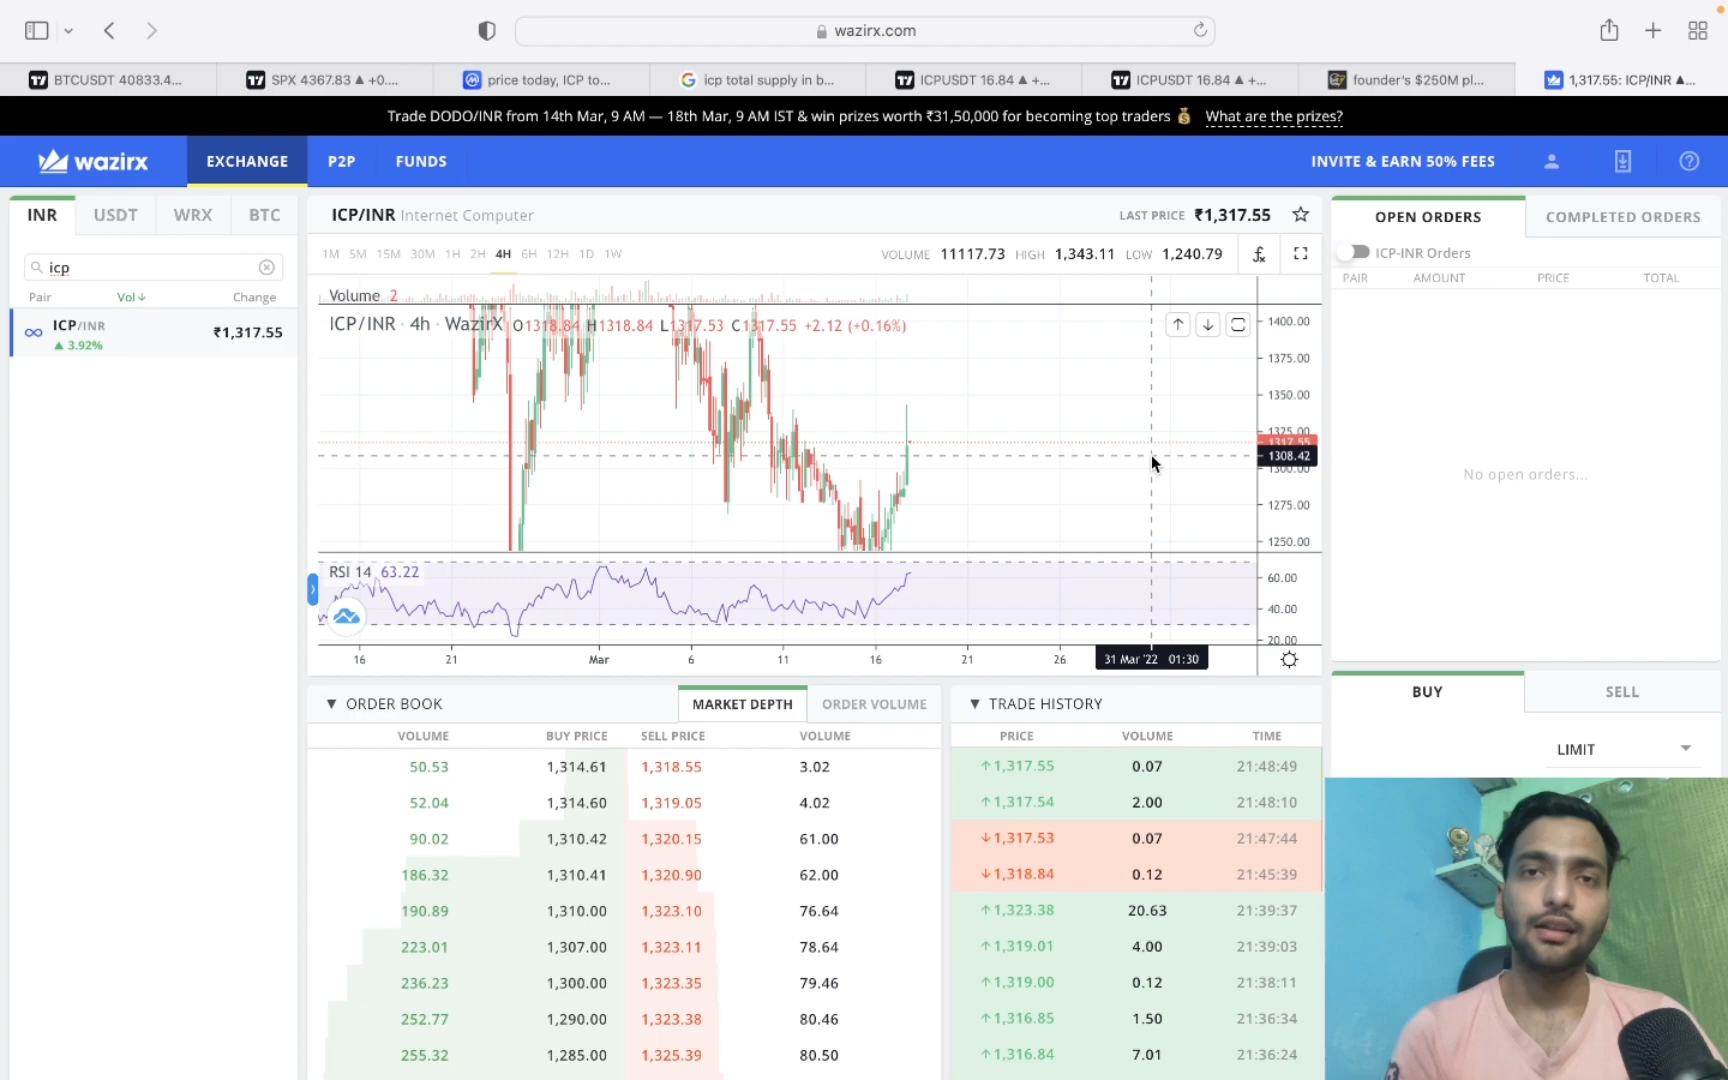 wazirx.com
BTCUSDT 40833.4...
SPX 4367.83 ▲ +0....
price today, ICP to...
icp total supply in b...
ICPUSDT 16.84 ▲ +...
ICPUSDT 16.84 ▲ +...
founder's $250M pl...
1,317.55: ICP/INR ▲...
Trade DODO/INR from 14th Mar, 9 AM — 18th Mar, 9 AM IST & win prizes worth ₹31,50,000 for becoming top traders 💰 What are the prizes?
wazirx
EXCHANGE
P2P
FUNDS
INVITE & EARN 50% FEES
INR USDT WRX BTC
icp
Pair Vol↓ Change
ICP/INR ₹1,317.55
▲ 3.92%
ICP/INR Internet Computer
LAST PRICE ₹1,317.55
1M 5M 15M 30M 1H 2H 4H 6H 12H 1D 1W
VOLUME 11117.73 HIGH 1,343.11 LOW 1,240.79
Volume 2
ICP/INR · 4h · WazirX O1318.84 H1318.84 L1317.53 C1317.55 +2.12 (+0.16%)
1400.00
1375.00
1350.00
1325.00
1317.55
1308.42
1300.00
1275.00
1250.00
RSI 14 63.22
60.00
40.00
20.00
16 21 Mar 6 11 16 21 26 31 Mar '22 01:30
OPEN ORDERS COMPLETED ORDERS
ICP-INR Orders
PAIR AMOUNT PRICE TOTAL
No open orders...
BUY SELL
LIMIT
▼ ORDER BOOK
MARKET DEPTH ORDER VOLUME
VOLUME BUY PRICE SELL PRICE VOLUME
50.53 1,314.61 1,318.55 3.02
52.04 1,314.60 1,319.05 4.02
90.02 1,310.42 1,320.15 61.00
186.32 1,310.41 1,320.90 62.00
190.89 1,310.00 1,323.10 76.64
223.01 1,307.00 1,323.11 78.64
236.23 1,300.00 1,323.35 79.46
252.77 1,290.00 1,323.38 80.46
255.32 1,285.00 1,325.39 80.50
▼ TRADE HISTORY
PRICE VOLUME TIME
↑1,317.55 0.07 21:48:49
↑1,317.54 2.00 21:48:10
↓1,317.53 0.07 21:47:44
↓1,318.84 0.12 21:45:39
↑1,323.38 20.63 21:39:37
↑1,319.01 4.00 21:39:03
↑1,319.00 0.12 21:38:11
↑1,316.85 1.50 21:36:34
↑1,316.84 7.01 21:36:24